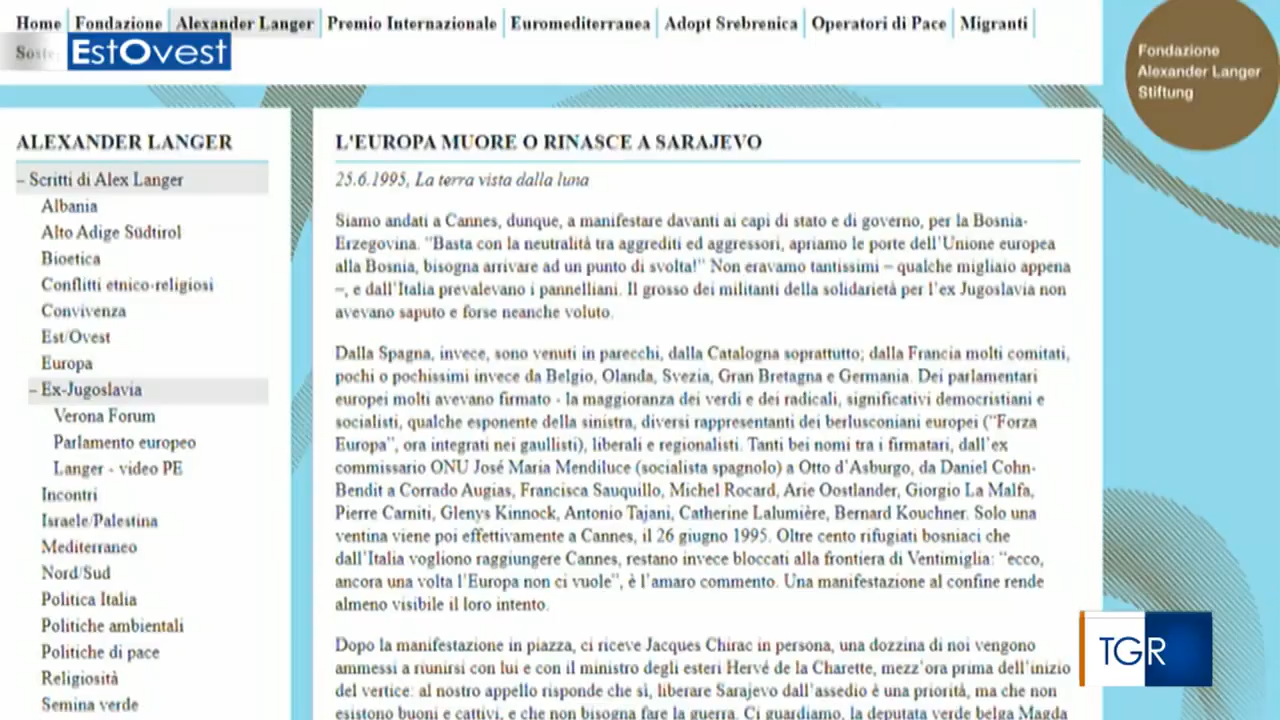 Home Fondazione Alexander Langer Premio Internazionale Euromediterranea Adopt Srebrenica Operatori di Pace Migranti
EstOvest
Fondazione
Alexander Langer
Stiftung
ALEXANDER LANGER
– Scritti di Alex Langer
Albania
Alto Adige Südtirol
Bioetica
Conflitti etnico-religiosi
Convivenza
Est/Ovest
Europa
– Ex-Jugoslavia
Verona Forum
Parlamento europeo
Langer - video PE
Incontri
Israele/Palestina
Mediterraneo
Nord/Sud
Politica Italia
Politiche ambientali
Politiche di pace
Religiosità
Semina verde
L'EUROPA MUORE O RINASCE A SARAJEVO
25.6.1995, La terra vista dalla luna
Siamo andati a Cannes, dunque, a manifestare davanti ai capi di stato e di governo, per la Bosnia-
Erzegovina. "Basta con la neutralità tra aggrediti ed aggressori, apriamo le porte dell'Unione europea
alla Bosnia, bisogna arrivare ad un punto di svolta!" Non eravamo tantissimi – qualche migliaio appena
–, e dall'Italia prevalevano i pannelliani. Il grosso dei militanti della solidarietà per l'ex Jugoslavia non
avevano saputo e forse neanche voluto.
Dalla Spagna, invece, sono venuti in parecchi, dalla Catalogna soprattutto; dalla Francia molti comitati,
pochi o pochissimi invece da Belgio, Olanda, Svezia, Gran Bretagna e Germania. Dei parlamentari
europei molti avevano firmato - la maggioranza dei verdi e dei radicali, significativi democristiani e
socialisti, qualche esponente della sinistra, diversi rappresentanti dei berlusconiani europei ("Forza
Europa", ora integrati nei gaullisti), liberali e regionalisti. Tanti bei nomi tra i firmatari, dall'ex
commissario ONU José Maria Mendiluce (socialista spagnolo) a Otto d'Asburgo, da Daniel Cohn-
Bendit a Corrado Augias, Francisca Sauquillo, Michel Rocard, Arie Oostlander, Giorgio La Malfa,
Pierre Carniti, Glenys Kinnock, Antonio Tajani, Catherine Lalumière, Bernard Kouchner. Solo una
ventina viene poi effettivamente a Cannes, il 26 giugno 1995. Oltre cento rifugiati bosniaci che
dall'Italia vogliono raggiungere Cannes, restano invece bloccati alla frontiera di Ventimiglia: "ecco,
ancora una volta l'Europa non ci vuole", è l'amaro commento. Una manifestazione al confine rende
almeno visibile il loro intento.
Dopo la manifestazione in piazza, ci riceve Jacques Chirac in persona, una dozzina di noi vengono
ammessi a riunirsi con lui e con il ministro degli esteri Hervé de la Charette, mezz'ora prima dell'inizio
del vertice: al nostro appello risponde che sì, liberare Sarajevo dall'assedio è una priorità, ma che non
esistono buoni e cattivi, e che non bisogna fare la guerra. Ci guardiamo, la deputata verde belga Magda
TGR